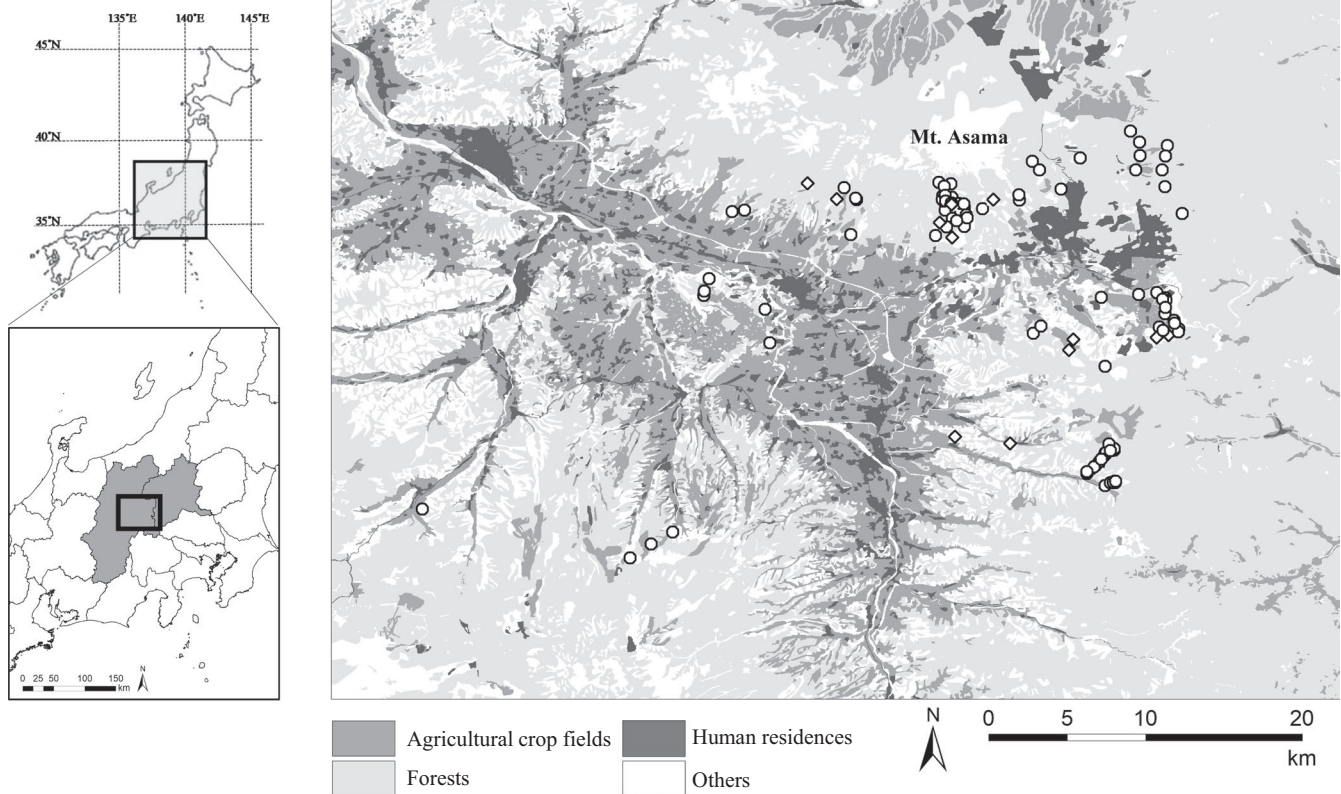 135°E 140°E 145°E
45°N
40°N
35°N
N
0 25 50 100 150
km
Mt. Asama
Agricultural crop fields
Human residences
Forests
Others
N
0 5 10 20
km